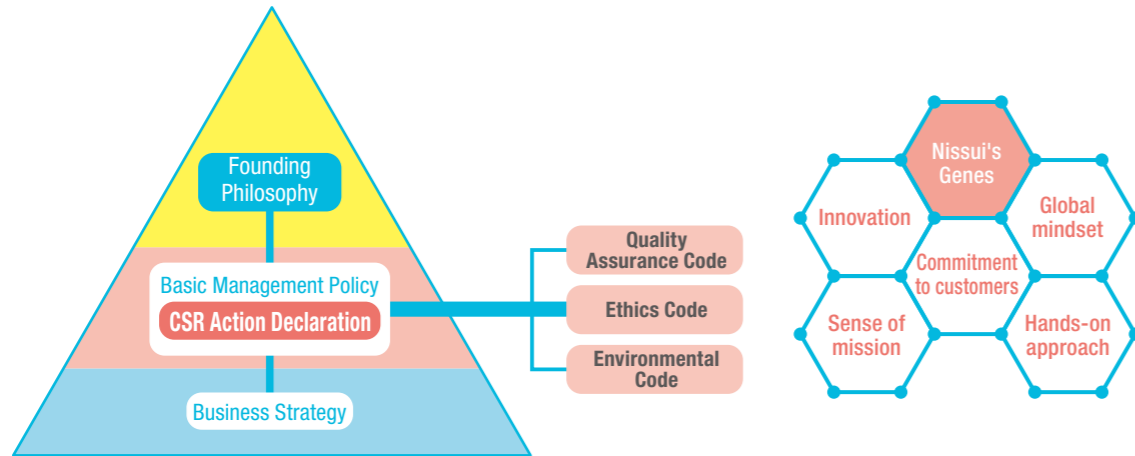 Founding
Philosophy
Basic Management Policy
CSR Action Declaration
Business Strategy
Quality
Assurance Code
Ethics Code
Environmental
Code
Nissui's
Genes
Innovation
Global
mindset
Commitment
to customers
Sense of
mission
Hands-on
approach